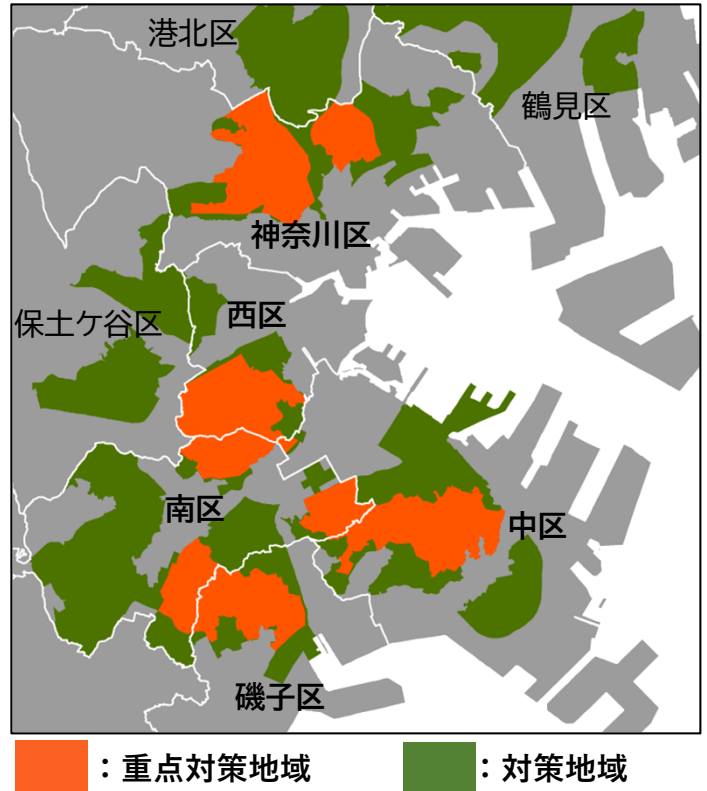 港北区
鶴見区
神奈川区
西区
保土ケ谷区
南区
中区
磯子区
：重点対策地域
：対策地域